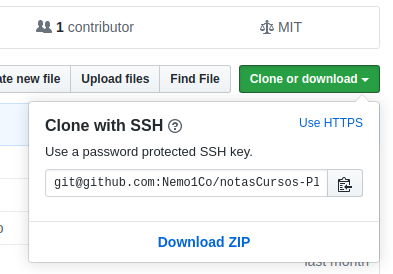 1 contributor
MIT
ate new file
Upload files
Find File
Clone or download
Clone with SSH
Use HTTPS
Use a password protected SSH key.
git@github.com:Nemo1Co/notasCursos-Pl
Download ZIP
last month